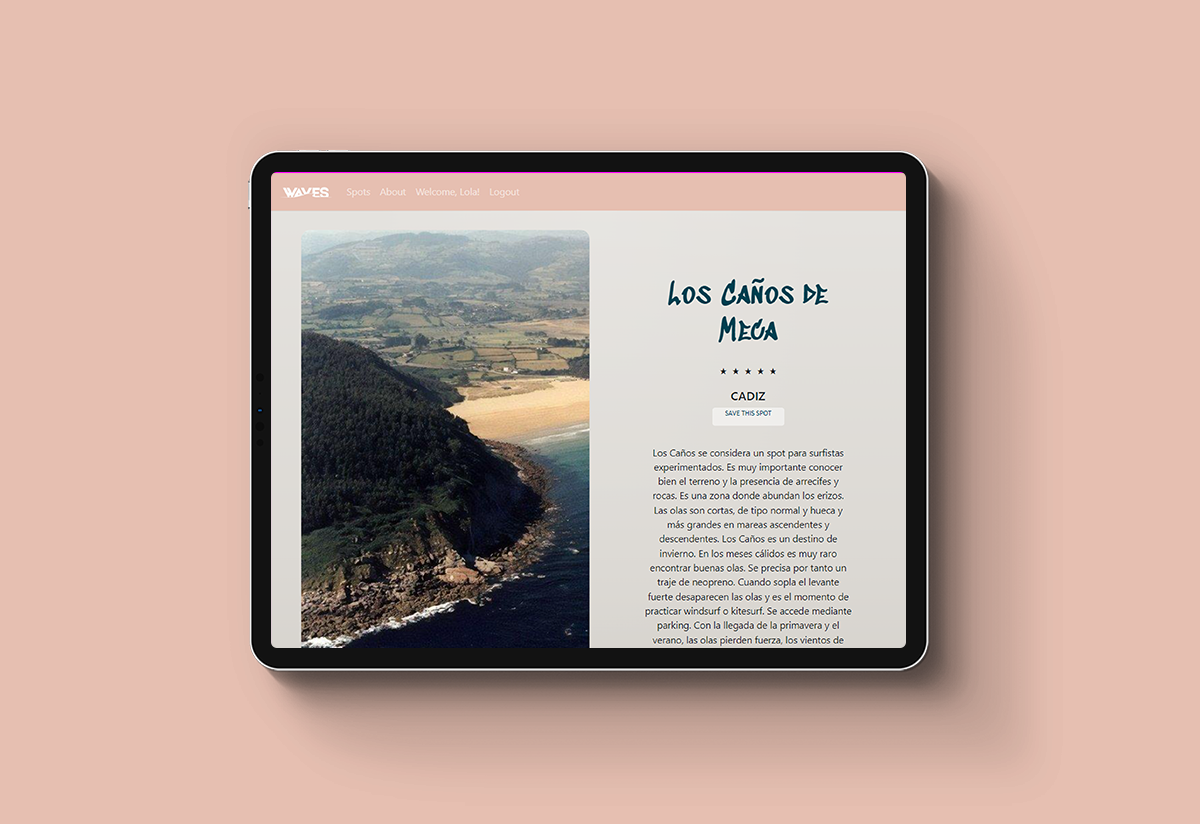 WAVES Spots About Welcome, Lola! Logout
Los Caños de
Meca
★ ★ ★ ★ ★
CADIZ
SAVE THIS SPOT
Los Caños se considera un spot para surfistas
experimentados. Es muy importante conocer
bien el terreno y la presencia de arrecifes y
rocas. Es una zona donde abundan los erizos.
Las olas son cortas, de tipo normal y hueca y
más grandes en mareas ascendentes y
descendentes. Los Caños es un destino de
invierno. En los meses cálidos es muy raro
encontrar buenas olas. Se precisa por tanto un
traje de neopreno. Cuando sopla el levante
fuerte desaparecen las olas y es el momento de
practicar windsurf o kitesurf. Se accede mediante
parking. Con la llegada de la primavera y el
verano, las olas pierden fuerza, los vientos de